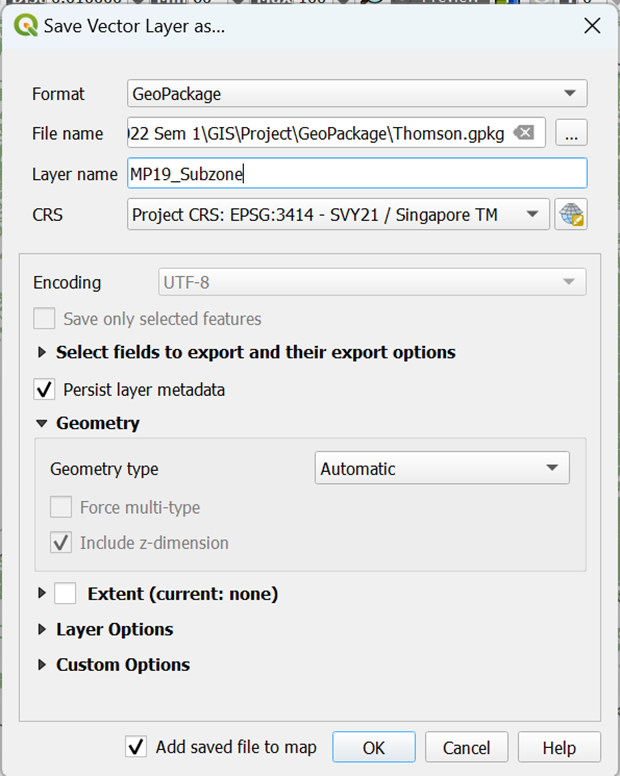 Save Vector Layer as...
Format GeoPackage
File name 022 Sem 1\GIS\Project\GeoPackage\Thomson.gpkg ...
Layer name MP19_Subzone
CRS Project CRS: EPSG:3414 - SVY21 / Singapore TM
Encoding UTF-8
Save only selected features
Select fields to export and their export options
Persist layer metadata
Geometry
Geometry type Automatic
Force multi-type
Include z-dimension
Extent (current: none)
Layer Options
Custom Options
Add saved file to map OK Cancel Help